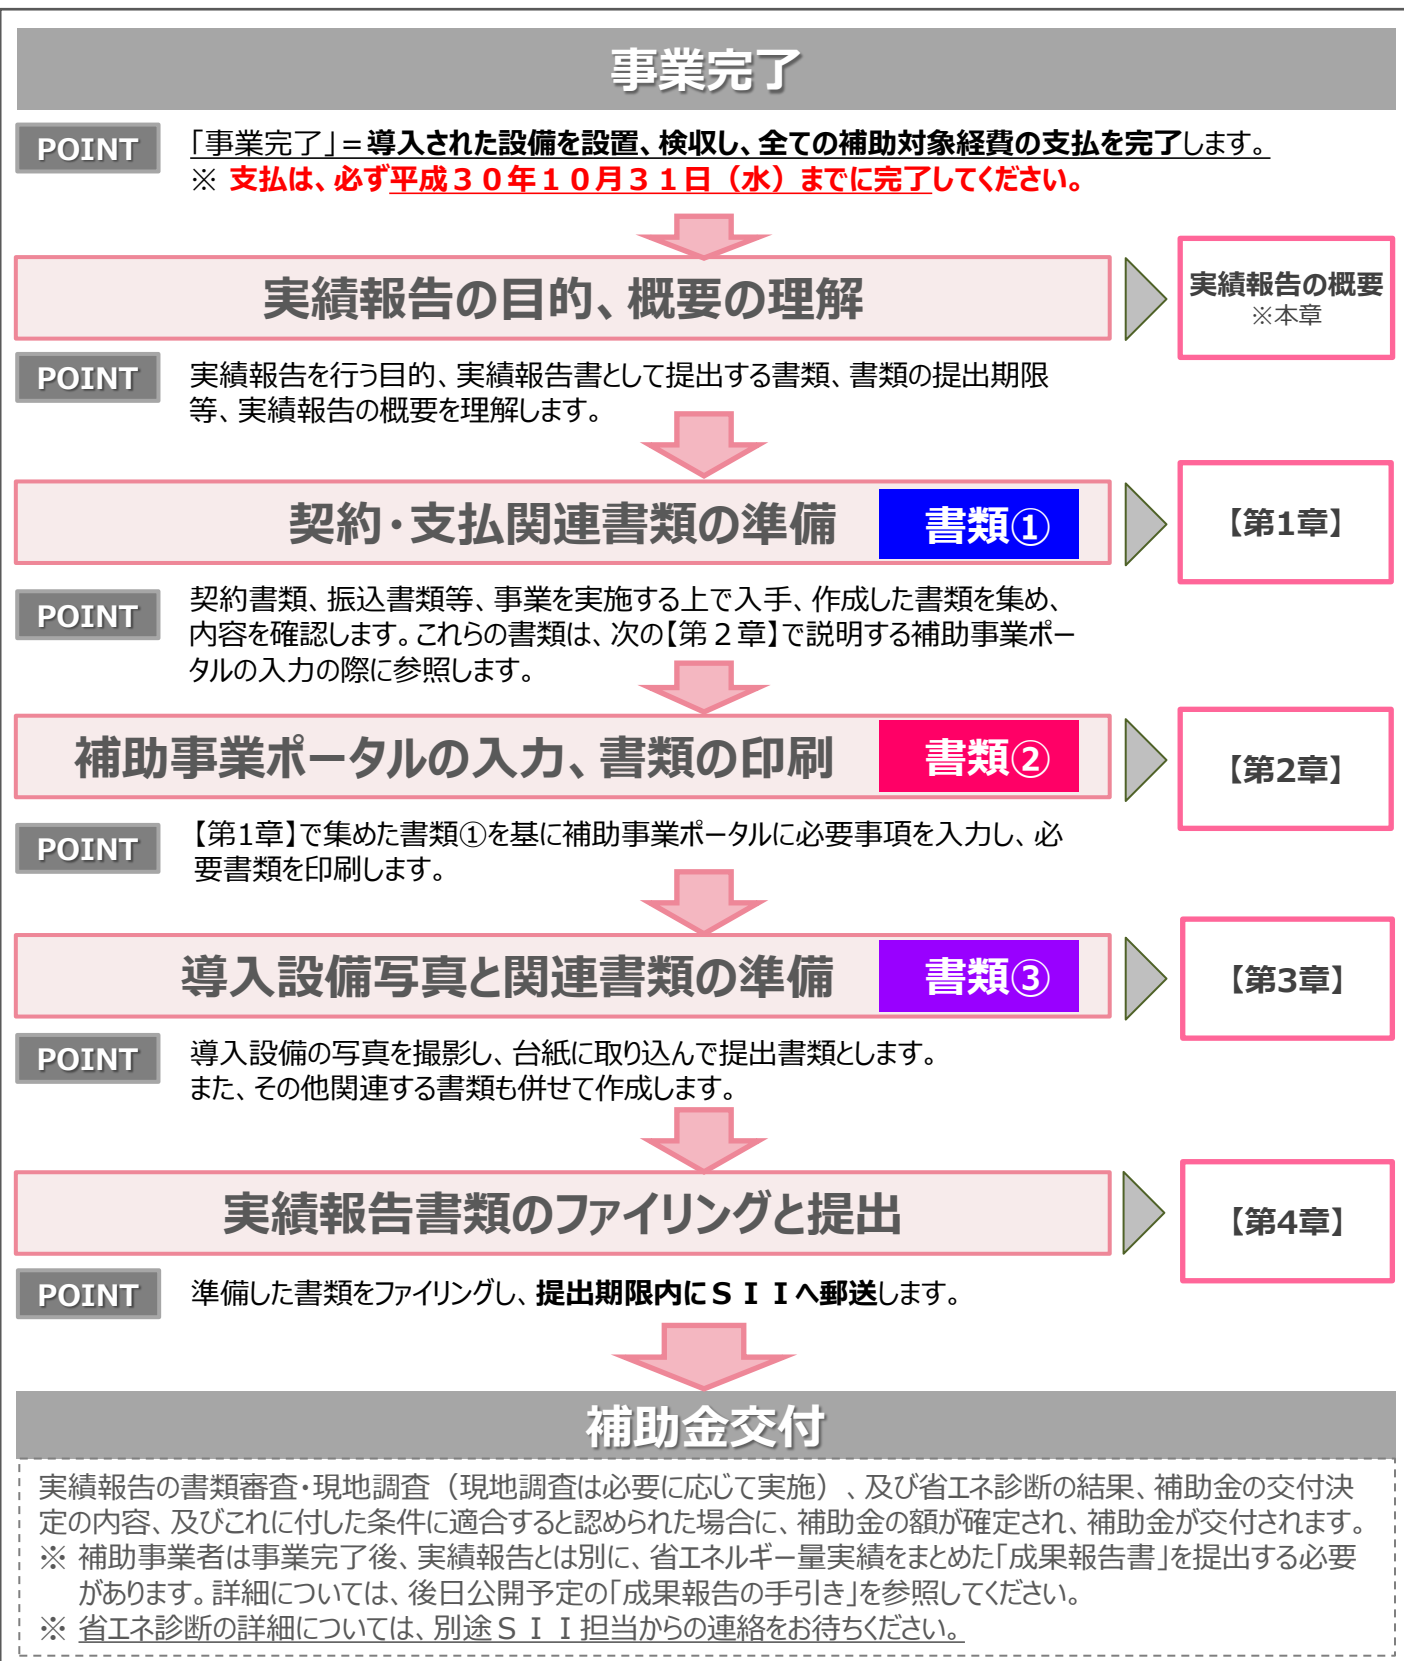 事業完了
POINT
「事業完了」＝導入された設備を設置、検収し、全ての補助対象経費の支払を完了します。
※ 支払は、必ず平成３０年１０月３１日（水）までに完了してください。
実績報告の目的、概要の理解
実績報告の概要
※本章
POINT
実績報告を行う目的、実績報告書として提出する書類、書類の提出期限
等、実績報告の概要を理解します。
契約・支払関連書類の準備 書類①
【第1章】
POINT
契約書類、振込書類等、事業を実施する上で入手、作成した書類を集め、
内容を確認します。これらの書類は、次の【第２章】で説明する補助事業ポー
タルの入力の際に参照します。
補助事業ポータルの入力、書類の印刷 書類②
【第2章】
POINT
【第1章】で集めた書類①を基に補助事業ポータルに必要事項を入力し、必
要書類を印刷します。
導入設備写真と関連書類の準備 書類③
【第3章】
POINT
導入設備の写真を撮影し、台紙に取り込んで提出書類とします。
また、その他関連する書類も併せて作成します。
実績報告書類のファイリングと提出
【第4章】
POINT
準備した書類をファイリングし、提出期限内にＳＩＩへ郵送します。
補助金交付
実績報告の書類審査・現地調査（現地調査は必要に応じて実施）、及び省エネ診断の結果、補助金の交付決
定の内容、及びこれに付した条件に適合すると認められた場合に、補助金の額が確定され、補助金が交付されます。
※ 補助事業者は事業完了後、実績報告とは別に、省エネルギー量実績をまとめた「成果報告書」を提出する必要
があります。詳細については、後日公開予定の「成果報告の手引き」を参照してください。
※ 省エネ診断の詳細については、別途ＳＩＩ担当からの連絡をお待ちください。